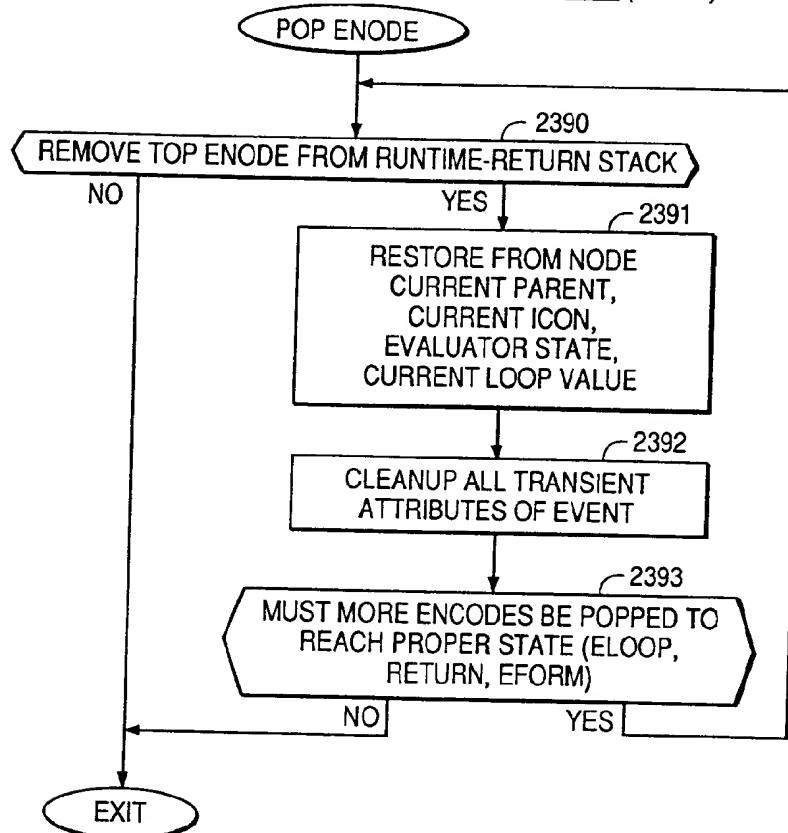 POP ENODE
2390
REMOVE TOP ENODE FROM RUNTIME-RETURN STACK
NO
YES
2391
RESTORE FROM NODE
CURRENT PARENT,
CURRENT ICON,
EVALUATOR STATE,
CURRENT LOOP VALUE
2392
CLEANUP ALL TRANSIENT
ATTRIBUTES OF EVENT
2393
MUST MORE ENCODES BE POPPED TO
REACH PROPER STATE (ELOOP,
RETURN, EFORM)
NO
YES
EXIT